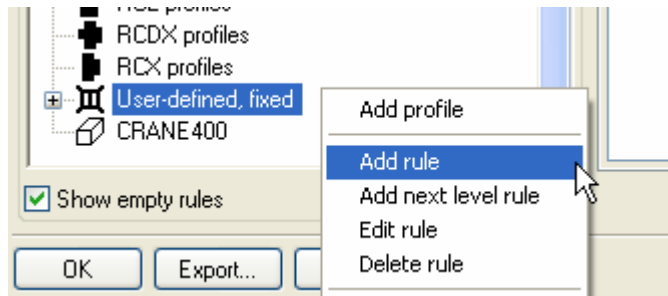 profiles
RCDX profiles
RCX profiles
User-defined, fixed
CRANE400
Show empty rules
OK
Export...
Add profile
Add rule
Add next level rule
Edit rule
Delete rule